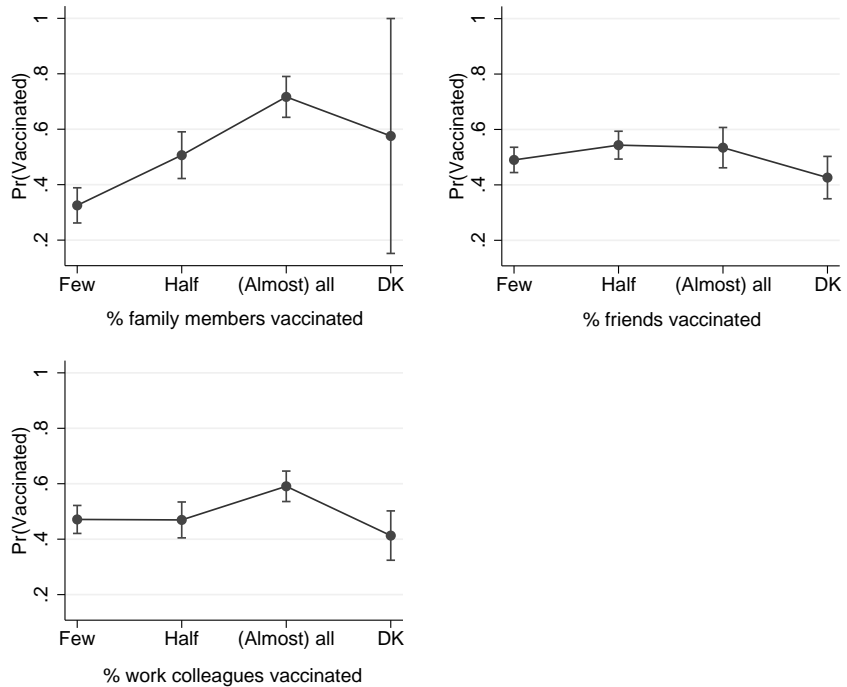 1
.8
.6
.4
.2
Pr(Vaccinated)
Few Half (Almost) all DK
% family members vaccinated
1
.8
.6
.4
.2
Pr(Vaccinated)
Few Half (Almost) all DK
% friends vaccinated
1
.8
.6
.4
.2
Pr(Vaccinated)
Few Half (Almost) all DK
% work colleagues vaccinated